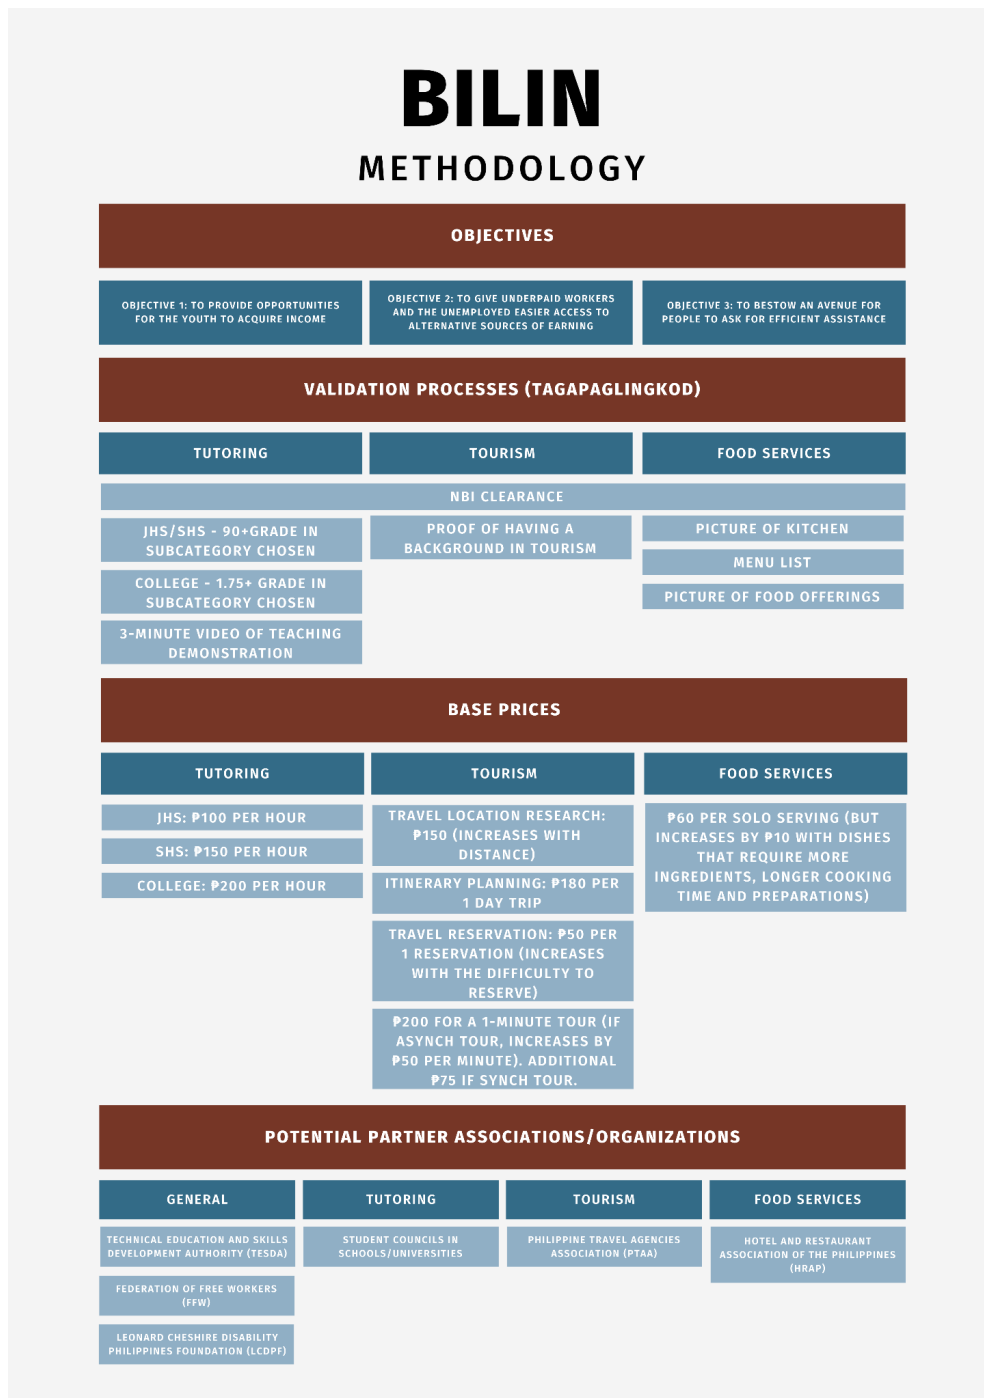 BILIN
METHODOLOGY
OBJECTIVES
OBJECTIVE 1: TO PROVIDE OPPORTUNITIES
FOR THE YOUTH TO ACQUIRE INCOME
OBJECTIVE 2: TO GIVE UNDERPAID WORKERS
AND THE UNEMPLOYED EASIER ACCESS TO
ALTERNATIVE SOURCES OF EARNING
OBJECTIVE 3: TO BESTOW AN AVENUE FOR
PEOPLE TO ASK FOR EFFICIENT ASSISTANCE
VALIDATION PROCESSES (TAGAPAGLINGKOD)
TUTORING
TOURISM
FOOD SERVICES
NBI CLEARANCE
JHS/SHS - 90+GRADE IN
SUBCATEGORY CHOSEN
COLLEGE - 1.75+ GRADE IN
SUBCATEGORY CHOSEN
3-MINUTE VIDEO OF TEACHING
DEMONSTRATION
PROOF OF HAVING A
BACKGROUND IN TOURISM
PICTURE OF KITCHEN
MENU LIST
PICTURE OF FOOD OFFERINGS
BASE PRICES
TUTORING
TOURISM
FOOD SERVICES
JHS: ₱100 PER HOUR
SHS: ₱150 PER HOUR
COLLEGE: ₱200 PER HOUR
TRAVEL LOCATION RESEARCH:
₱150 (INCREASES WITH
DISTANCE)
ITINERARY PLANNING: ₱180 PER
1 DAY TRIP
TRAVEL RESERVATION: ₱50 PER
1 RESERVATION (INCREASES
WITH THE DIFFICULTY TO
RESERVE)
₱200 FOR A 1-MINUTE TOUR (IF
ASYNCH TOUR, INCREASES BY
₱50 PER MINUTE). ADDITIONAL
₱75 IF SYNCH TOUR.
₱60 PER SOLO SERVING (BUT
INCREASES BY ₱10 WITH DISHES
THAT REQUIRE MORE
INGREDIENTS, LONGER COOKING
TIME AND PREPARATIONS)
POTENTIAL PARTNER ASSOCIATIONS/ORGANIZATIONS
GENERAL
TUTORING
TOURISM
FOOD SERVICES
TECHNICAL EDUCATION AND SKILLS
DEVELOPMENT AUTHORITY (TESDA)
FEDERATION OF FREE WORKERS
(FFW)
LEONARD CHESHIRE DISABILITY
PHILIPPINES FOUNDATION (LCDPF)
STUDENT COUNCILS IN
SCHOOLS/UNIVERSITIES
PHILIPPINE TRAVEL AGENCIES
ASSOCIATION (PTAA)
HOTEL AND RESTAURANT
ASSOCIATION OF THE PHILIPPINES
(HRAP)